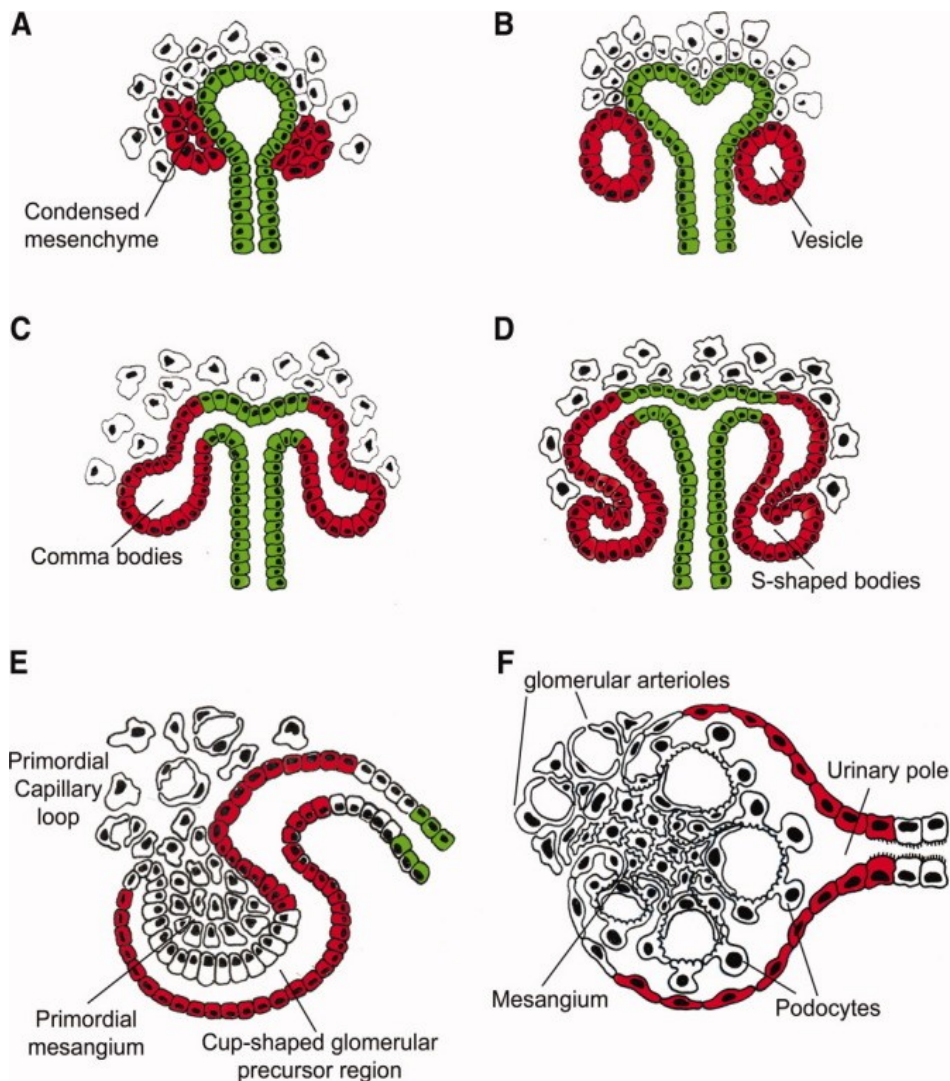 A
B
Condensed
mesenchyme
Vesicle
C
D
Comma bodies
S-shaped bodies
E
F
glomerular arterioles
Primordial
Capillary
loop
Urinary pole
Primordial
mesangium
Cup-shaped glomerular
precursor region
Mesangium
Podocytes